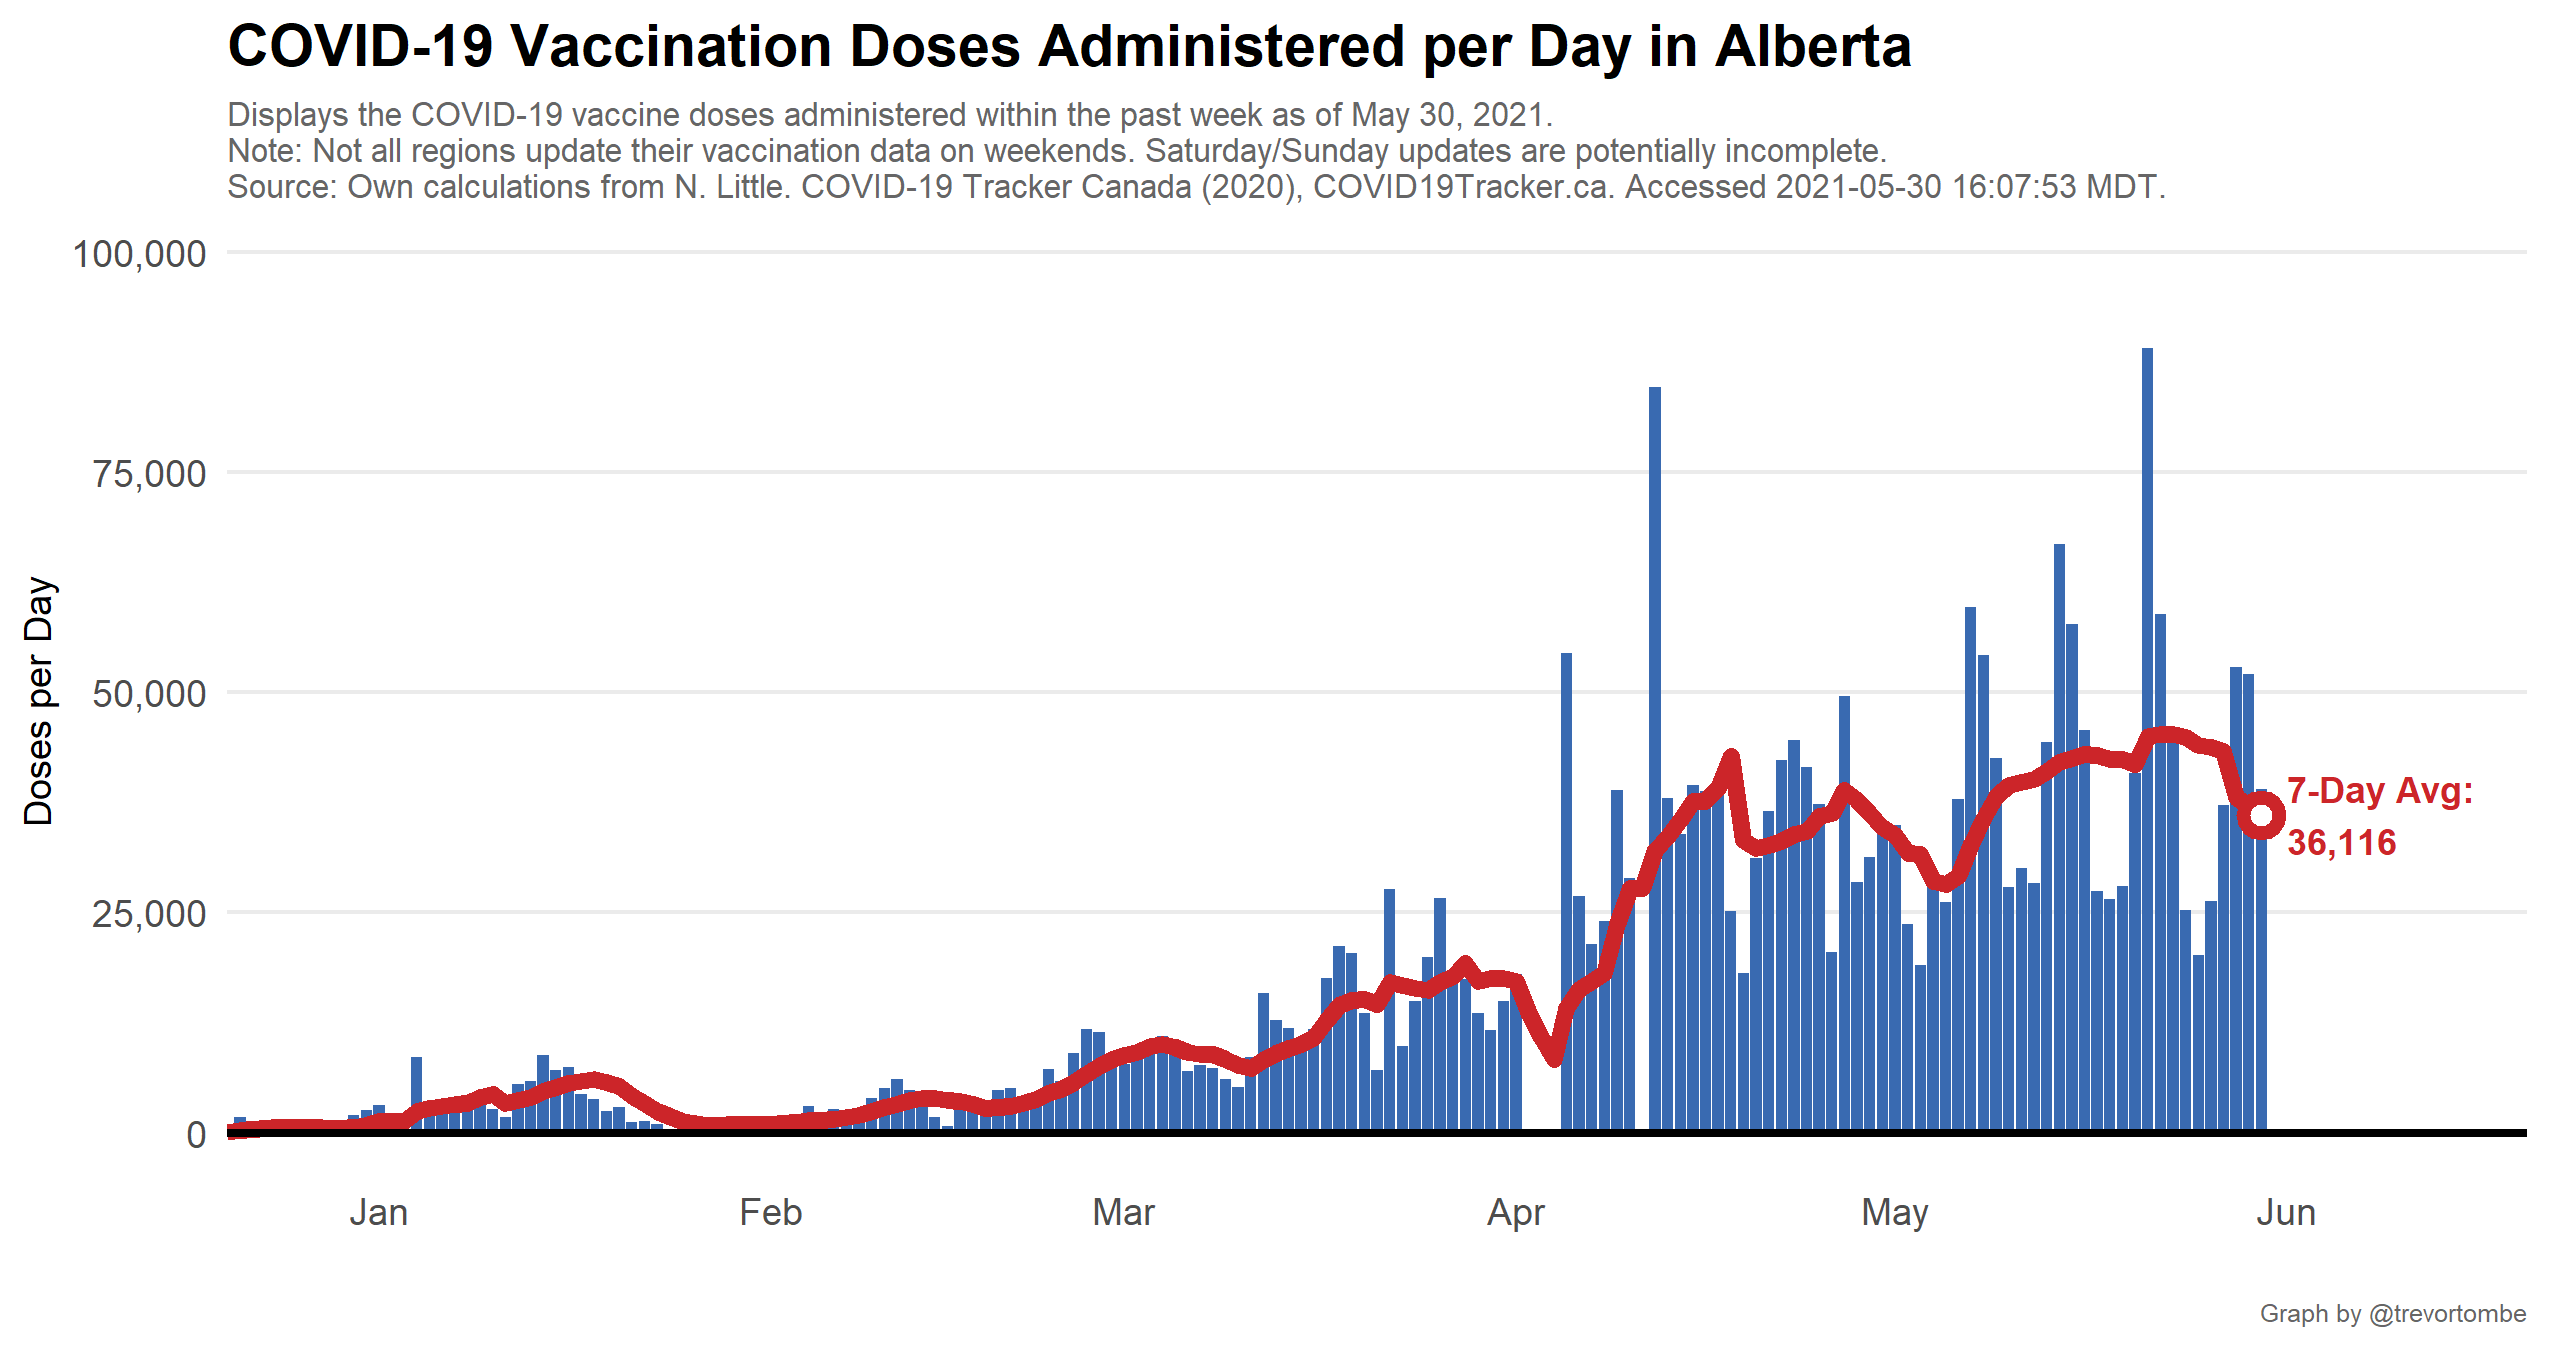 COVID-19 Vaccination Doses Administered per Day in Alberta
Displays the COVID-19 vaccine doses administered within the past week as of May 30, 2021.
Note: Not all regions update their vaccination data on weekends. Saturday/Sunday updates are potentially incomplete.
Source: Own calculations from N. Little. COVID-19 Tracker Canada (2020), COVID19Tracker.ca. Accessed 2021-05-30 16:07:53 MDT.
Doses per Day
100,000
75,000
50,000
25,000
0
7-Day Avg:
36,116
Jan Feb Mar Apr May Jun
Graph by @trevortombe